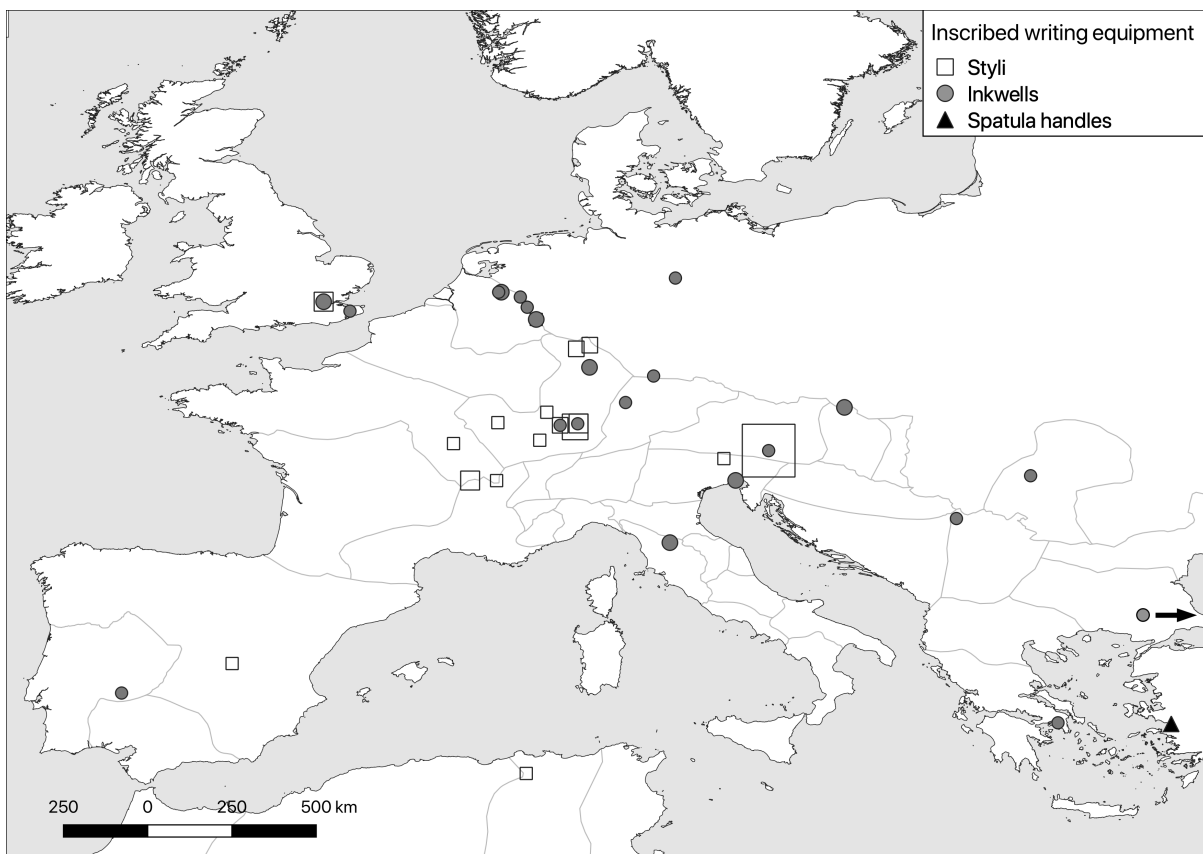 Inscribed writing equipment
Styli
Inkwells
Spatula handles
250 0 250 500 km